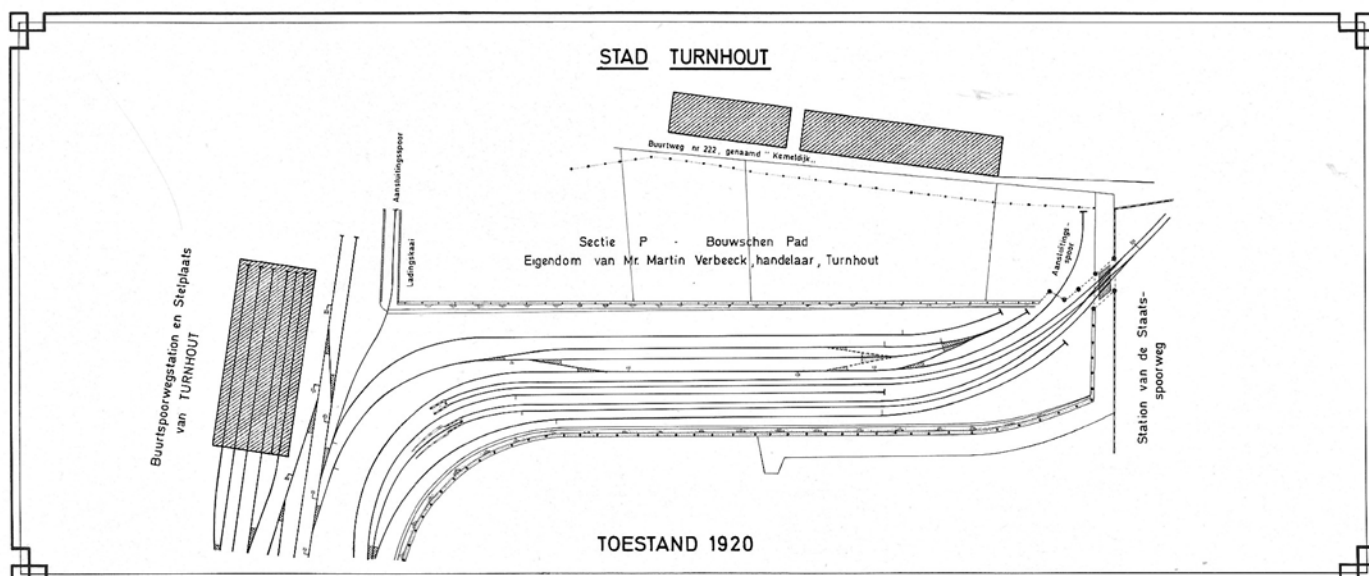 STAD TURNHOUT
Buurtweg nr 222, genaamd " Kemeldijk "
Aansluitingsspoor
Ladingskaai
Sectie P - Bouwschen Pad
Eigendom van Mr. Martin Verbeeck, handelaar, Turnhout
Aansluitings-
spoor
Buurtspoorwegstation en Stelplaats
van TURNHOUT
Station van de Staats-
spoorweg
TOESTAND 1920